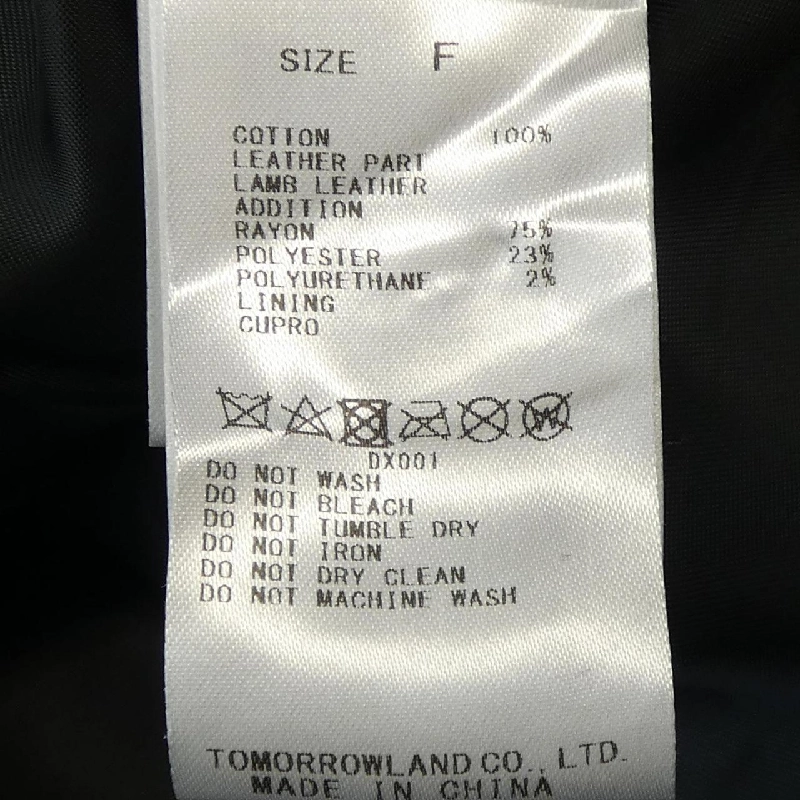 SIZE F
COTTON 100%
LEATHER PART
LAMB LEATHER
ADDITION
RAYON 75%
POLYESTER 23%
POLYURETHANE 2%
LINING
CUPRO
W
DX001
DO NOT WASH
DO NOT BLEACH
DO NOT TUMBLE DRY
DO NOT IRON
DO NOT DRY CLEAN
DO NOT MACHINE WASH
TOMORROWLAND CO., LTD.
MADE IN CHINA